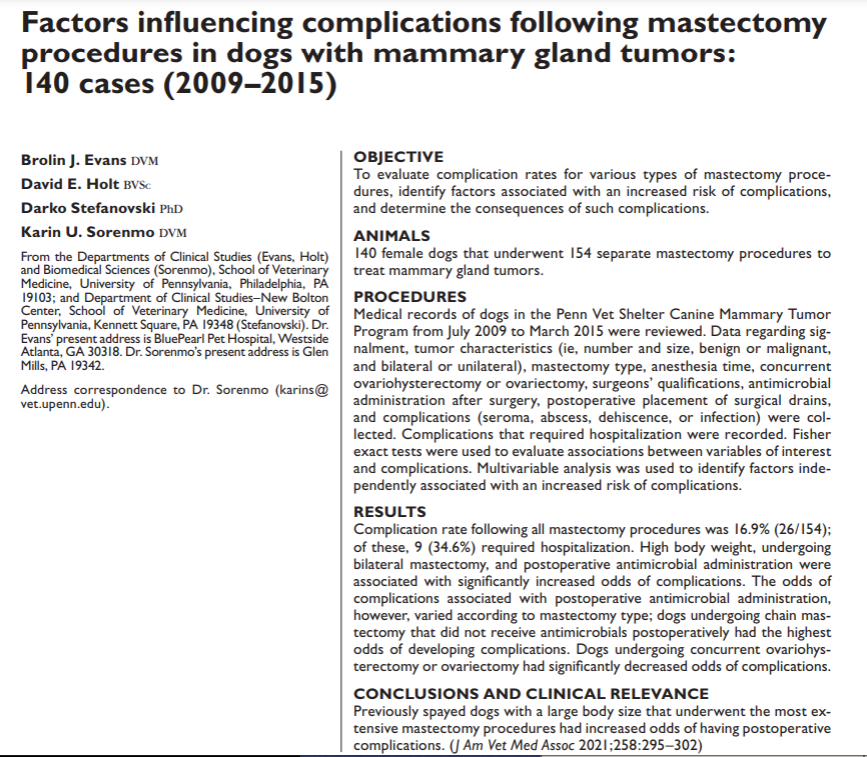 Factors influencing complications following mastectomy
procedures in dogs with mammary gland tumors:
140 cases (2009–2015)
Brolin J. Evans DVM
David E. Holt BVSc
Darko Stefanovski PhD
Karin U. Sorenmo DVM
From the Departments of Clinical Studies (Evans, Holt)
and Biomedical Sciences (Sorenmo), School of Veterinary
Medicine, University of Pennsylvania, Philadelphia, PA
19103; and Department of Clinical Studies–New Bolton
Center, School of Veterinary Medicine, University of
Pennsylvania, Kennett Square, PA 19348 (Stefanovski). Dr.
Evans' present address is BluePearl Pet Hospital, Westside
Atlanta, GA 30318. Dr. Sorenmo's present address is Glen
Mills, PA 19342.
Address correspondence to Dr. Sorenmo (karins@
vet.upenn.edu).
OBJECTIVE
To evaluate complication rates for various types of mastectomy proce-
dures, identify factors associated with an increased risk of complications,
and determine the consequences of such complications.
ANIMALS
140 female dogs that underwent 154 separate mastectomy procedures to
treat mammary gland tumors.
PROCEDURES
Medical records of dogs in the Penn Vet Shelter Canine Mammary Tumor
Program from July 2009 to March 2015 were reviewed. Data regarding sig-
nalment, tumor characteristics (ie, number and size, benign or malignant,
and bilateral or unilateral), mastectomy type, anesthesia time, concurrent
ovariohysterectomy or ovariectomy, surgeons' qualifications, antimicrobial
administration after surgery, postoperative placement of surgical drains,
and complications (seroma, abscess, dehiscence, or infection) were col-
lected. Complications that required hospitalization were recorded. Fisher
exact tests were used to evaluate associations between variables of interest
and complications. Multivariable analysis was used to identify factors inde-
pendently associated with an increased risk of complications.
RESULTS
Complication rate following all mastectomy procedures was 16.9% (26/154);
of these, 9 (34.6%) required hospitalization. High body weight, undergoing
bilateral mastectomy, and postoperative antimicrobial administration were
associated with significantly increased odds of complications. The odds of
complications associated with postoperative antimicrobial administration,
however, varied according to mastectomy type; dogs undergoing chain mas-
tectomy that did not receive antimicrobials postoperatively had the highest
odds of developing complications. Dogs undergoing concurrent ovariohys-
terectomy or ovariectomy had significantly decreased odds of complications.
CONCLUSIONS AND CLINICAL RELEVANCE
Previously spayed dogs with a large body size that underwent the most ex-
tensive mastectomy procedures had increased odds of having postoperative
complications. (J Am Vet Med Assoc 2021;258:295–302)